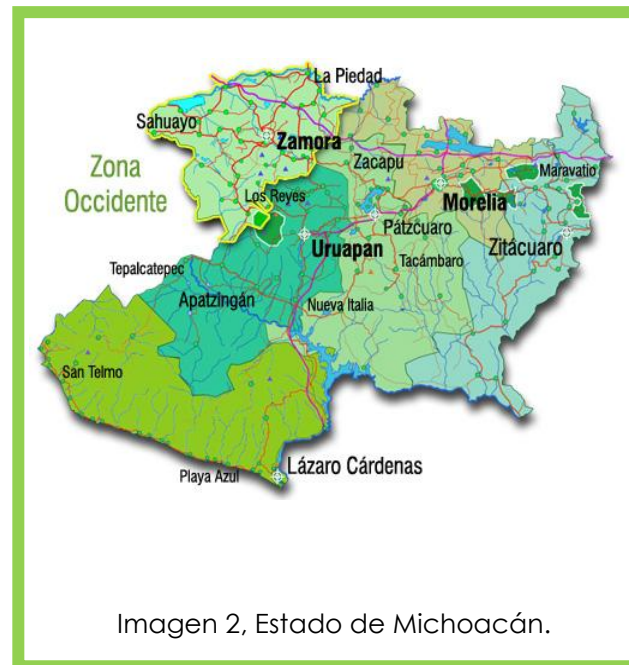 La Piedad
Sahuayo
Zamora
Zona
Occidente
Zacapu
Maravatio
Los Reyes
Morelia
Pátzcuaro
Uruapan
Zitácuaro
Tepalcatepec
Tacámbaro
Apatzingán
Nueva Italia
San Telmo
Lázaro Cárdenas
Playa Azul
Imagen 2, Estado de Michoacán.